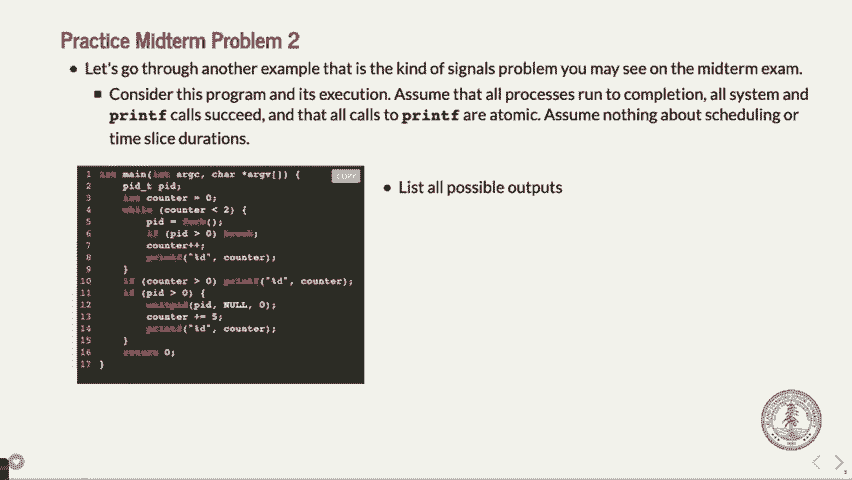 Practice Midterm Problem 2
• Let's go through another example that is the kind of signals problem you may see on the midterm exam.
▪ Consider this program and its execution. Assume that all processes run to completion, all system and
printf calls succeed, and that all calls to printf are atomic. Assume nothing about scheduling or
time slice durations.
1 int main(int argc, char *argv[]) {
COPY
2 pid_t pid;
3 int counter = 0;
4 while (counter < 2) {
5 pid = fork();
6 if (pid > 0) break;
7 counter++;
8 printf("%d", counter);
9 }
10 if (counter > 0) printf("%d", counter);
11 if (pid > 0) {
12 waitpid(pid, NULL, 0);
13 counter += 5;
14 printf("%d", counter);
15 }
16 return 0;
17 }
• List all possible outputs